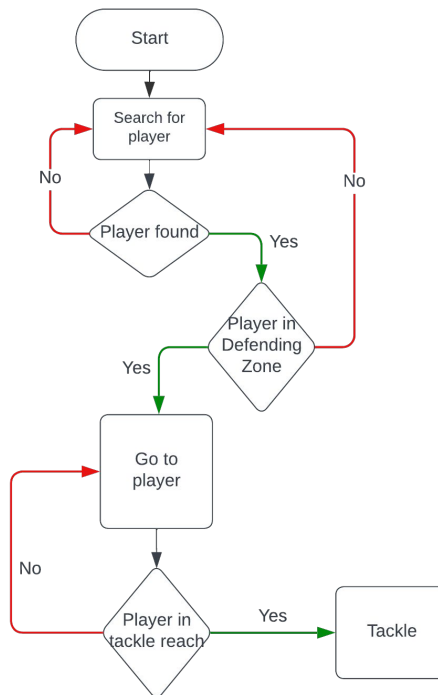 Start
Search for
player
No
No
Player found
Yes
Player in
Defending
Zone
Yes
Go to
player
No
Player in
tackle reach
Yes
Tackle